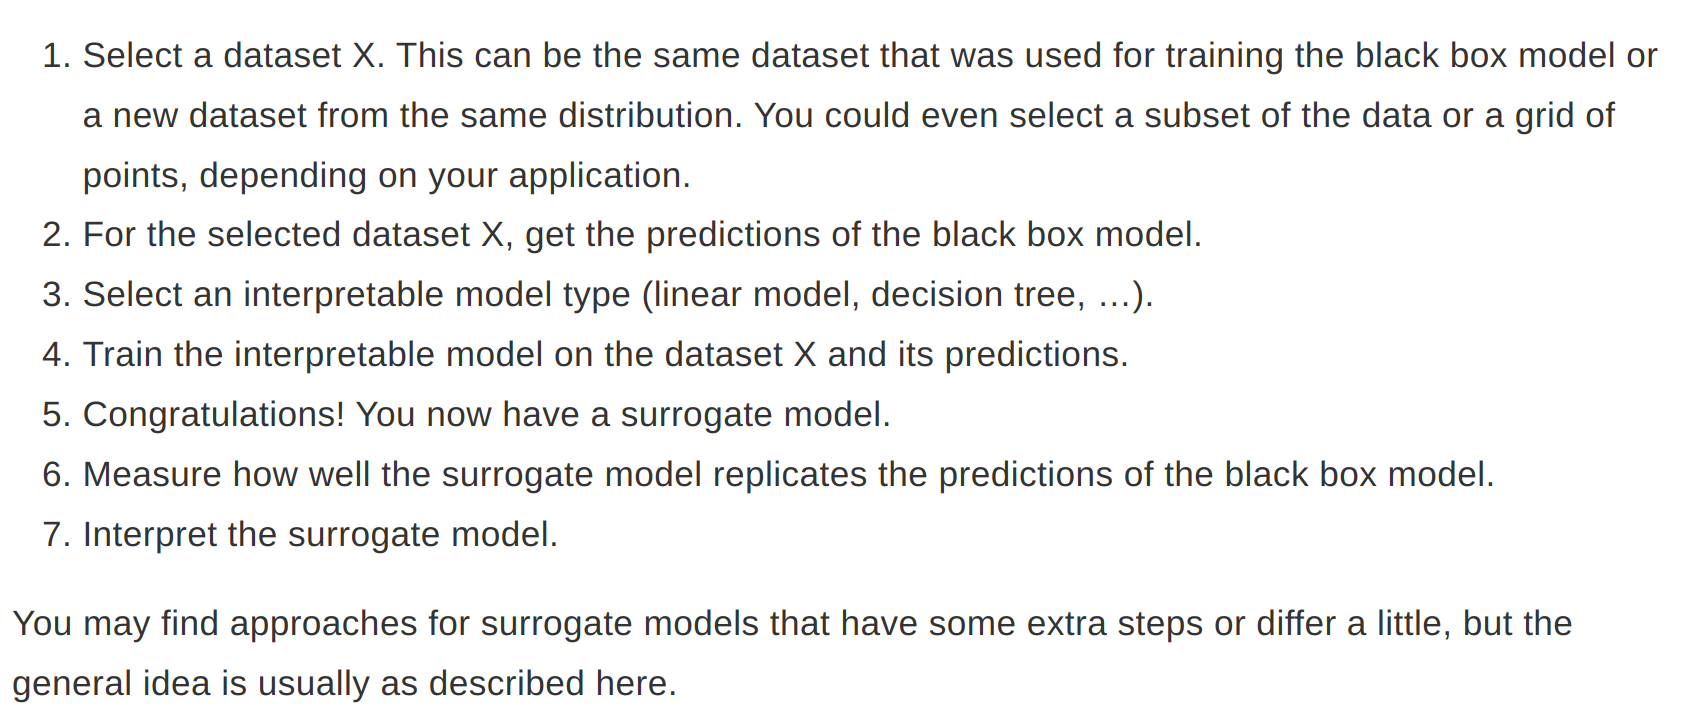 1. Select a dataset X. This can be the same dataset that was used for training the black box model or
a new dataset from the same distribution. You could even select a subset of the data or a grid of
points, depending on your application.
2. For the selected dataset X, get the predictions of the black box model.
3. Select an interpretable model type (linear model, decision tree, …).
4. Train the interpretable model on the dataset X and its predictions.
5. Congratulations! You now have a surrogate model.
6. Measure how well the surrogate model replicates the predictions of the black box model.
7. Interpret the surrogate model.
You may find approaches for surrogate models that have some extra steps or differ a little, but the
general idea is usually as described here.